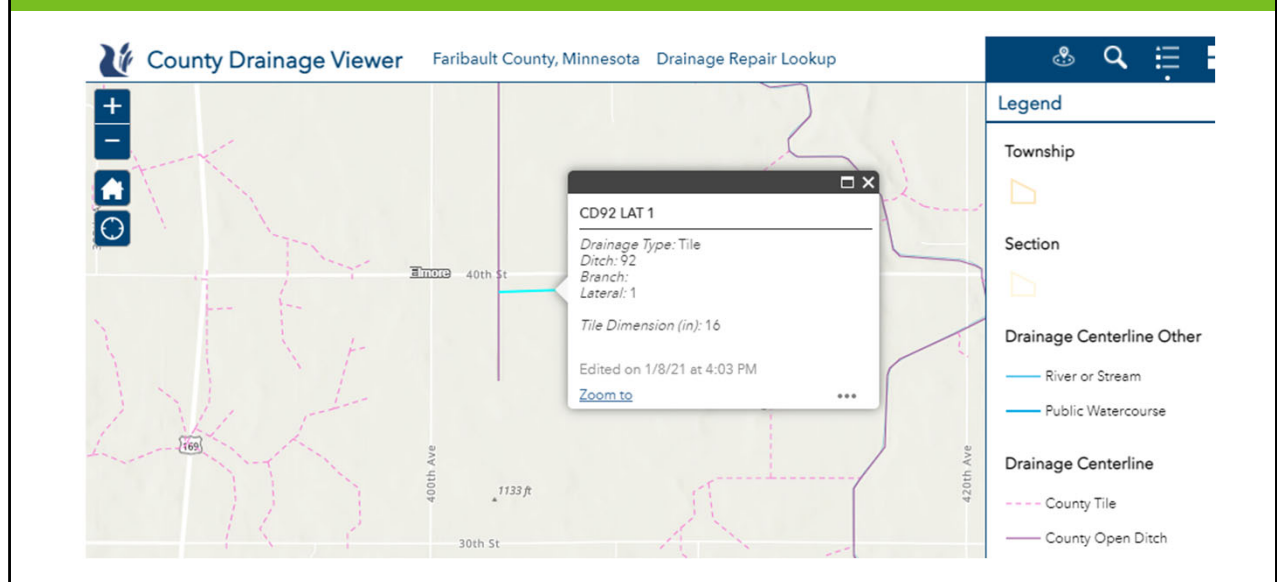 County Drainage Viewer
Faribault County, Minnesota
Drainage Repair Lookup
Legend
Township
Section
Drainage Centerline Other
River or Stream
Public Watercourse
Drainage Centerline
County Tile
County Open Ditch
+
−
CD92 LAT 1
Drainage Type: Tile
Ditch: 92
Branch:
Lateral: 1
Tile Dimension (in): 16
Edited on 1/8/21 at 4:03 PM
Zoom to
Elmore
40th St
169
400th Ave
1133 ft
420th Ave
30th St